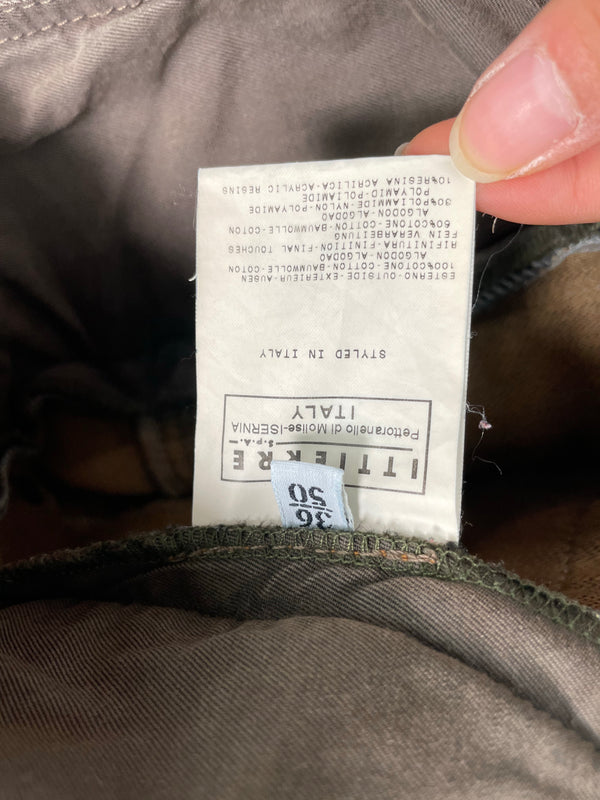 36
50
ITTIERRE
S.p.A.
Pettoranello di Molise-ISERNIA
ITALY
STYLED IN ITALY
ESTERNO-OUTSIDE-EXTERIEUR-AUSEN
100%COTONE-COTTON-BAUMWOLLE-COTON
ALGODON-ALGODAO
RIFINITURA-FINITION-FINAL TOUCHES
FEIN VERARBEITUNG
60%COTONE-COTTON-BAUMWOLLE-COTON
ALGODON-ALGODAO
30%POLIAMMIDE-NYLON-POLYAMIDE
POLYAMID-POLIAMIDE
10%RESINA ACRILICA-ACRYLIC RESINS